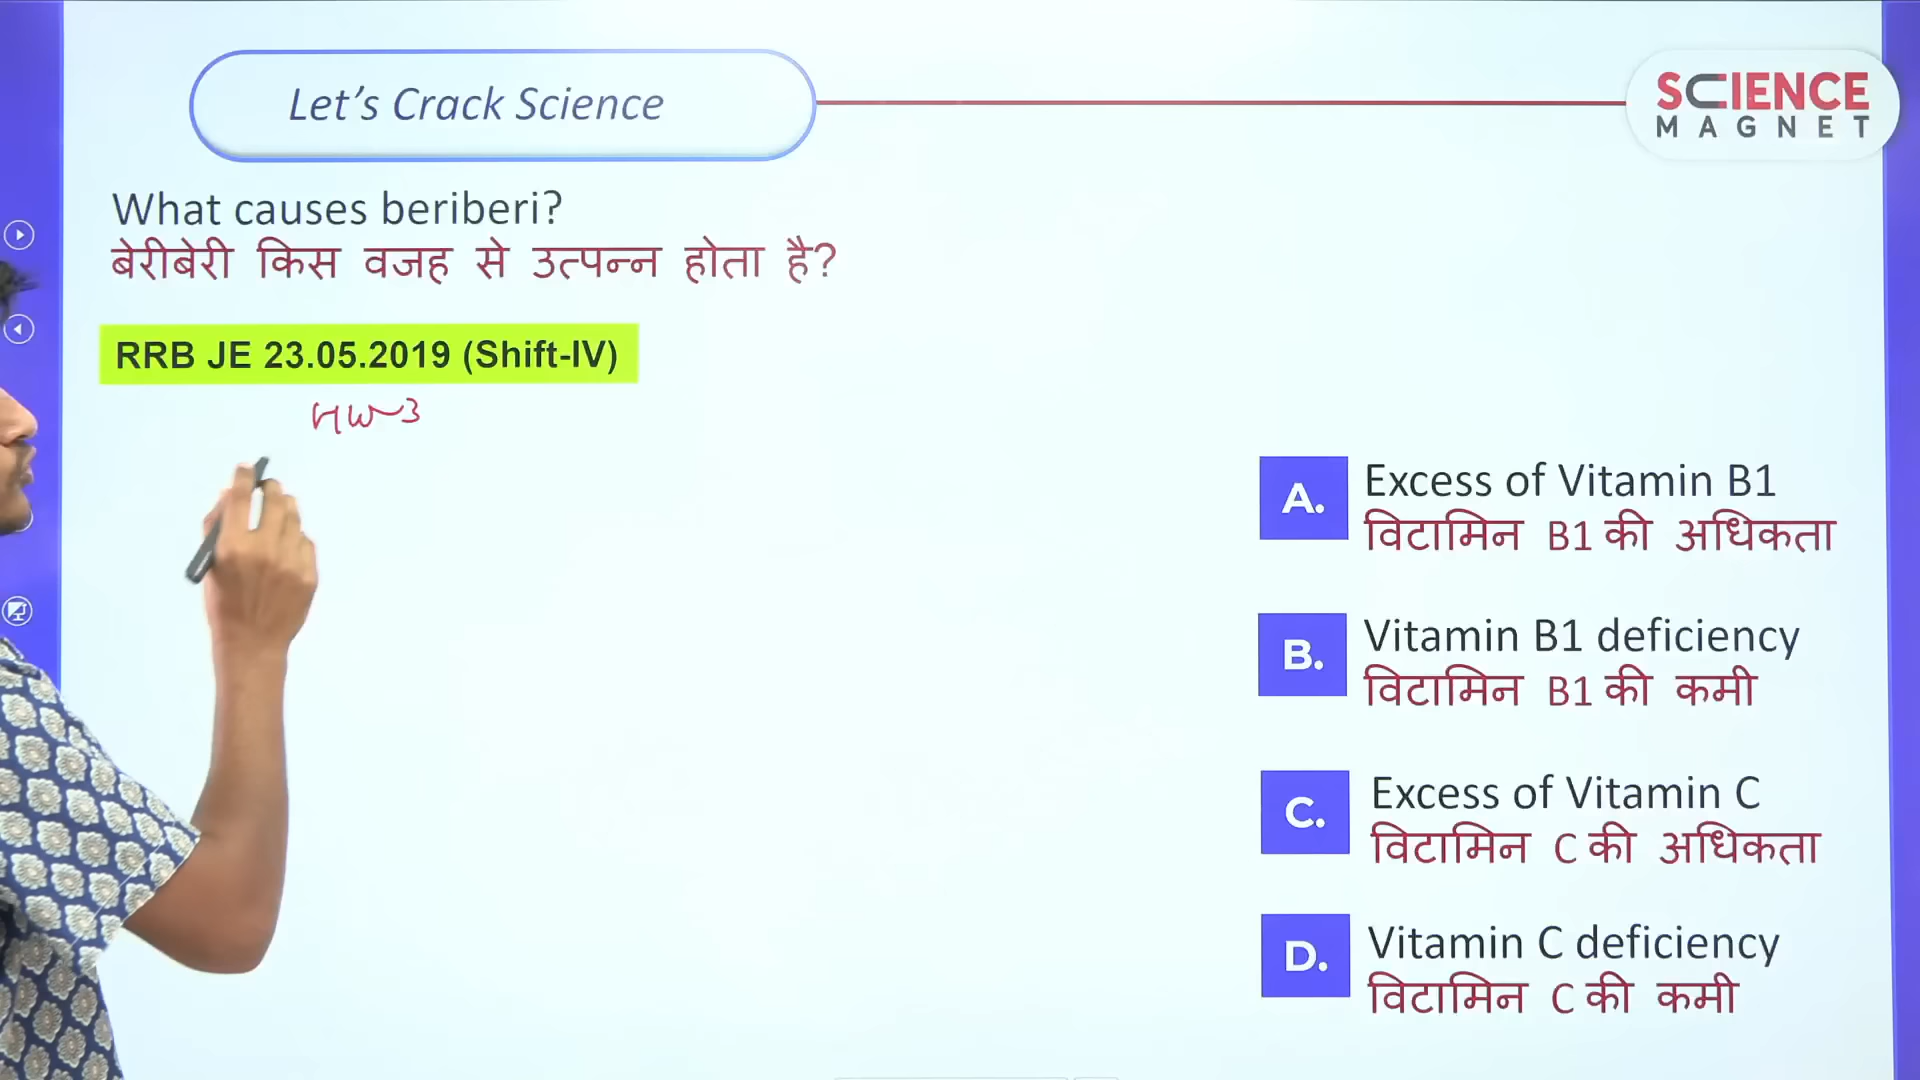 Let's Crack Science
SCIENCE
MAGNET
What causes beriberi?
बेरीबेरी किस वजह से उत्पन्न होता है?
RRB JE 23.05.2019 (Shift-IV)
HW-3
A. Excess of Vitamin B1
विटामिन B1 की अधिकता
B. Vitamin B1 deficiency
विटामिन B1 की कमी
C. Excess of Vitamin C
विटामिन C की अधिकता
D. Vitamin C deficiency
विटामिन C की कमी